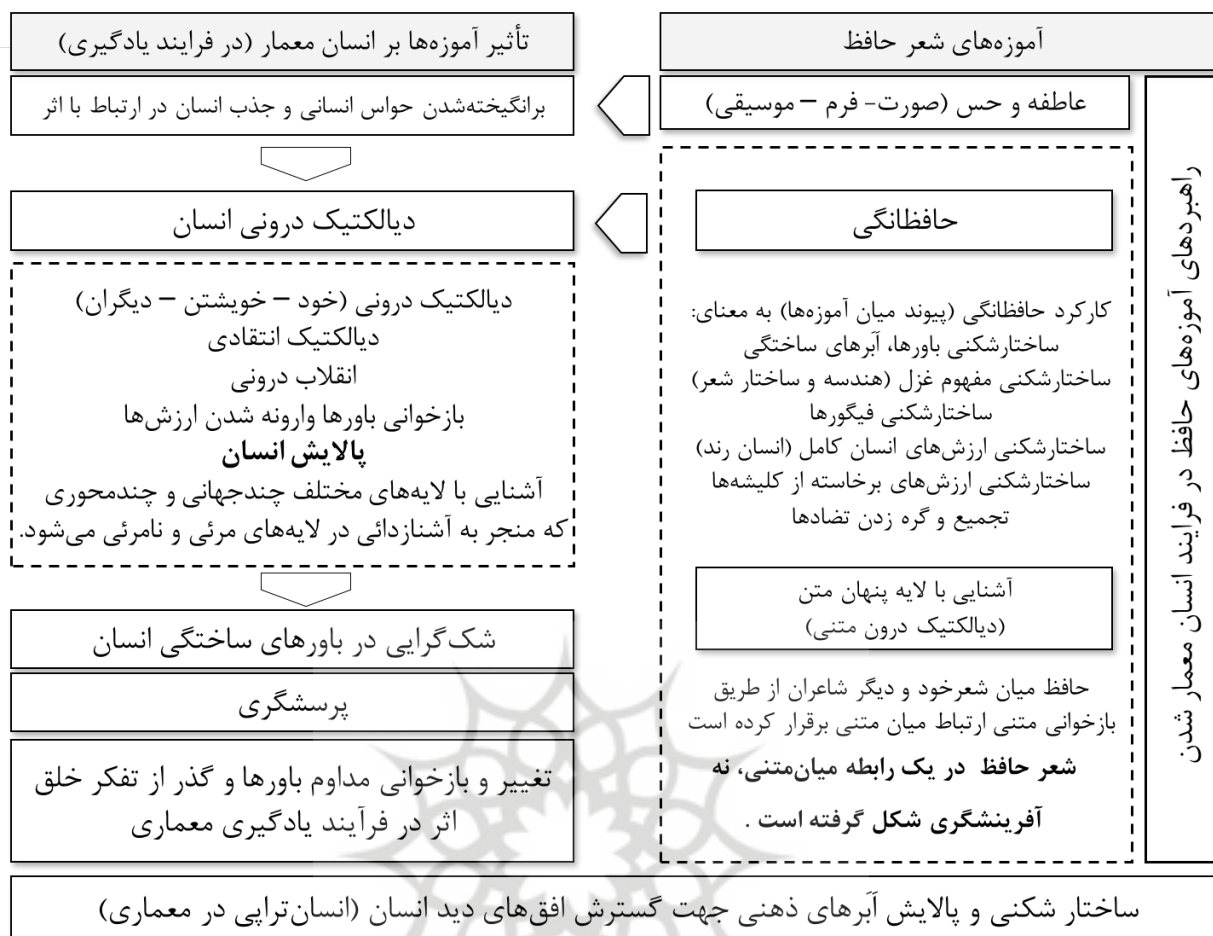 آموزه‌های شعر حافظ
تأثیر آموزه‌ها بر انسان معمار (در فرایند یادگیری)
راهبردهای آموزه‌های حافظ در فرایند انسان معمار شدن
عاطفه و حس (صورت- فرم – موسیقی)
برانگیخته‌شدن حواس انسانی و جذب انسان در ارتباط با اثر
حافظانگی
کارکرد حافظانگی (پیوند میان آموزه‌ها) به معنای:
ساختارشکنی باورها، اَبَرهای ساختگی
ساختارشکنی مفهوم غزل (هندسه و ساختار شعر)
ساختارشکنی فیگورها
ساختارشکنی ارزش‌های انسان کامل (انسان رند)
ساختارشکنی ارزش‌های برخاسته از کلیشه‌ها
تجمیع و گره زدن تضادها
آشنایی با لایه پنهان متن
(دیالکتیک درون متنی)
حافظ میان شعرخود و دیگر شاعران از طریق
بازخوانی متنی ارتباط میان متنی برقرار کرده است
شعر حافظ در یک رابطه میان‌متنی، نه
آفرینشگری شکل گرفته است .
دیالکتیک درونی انسان
دیالکتیک درونی (خود – خویشتن – دیگران)
دیالکتیک انتقادی
انقلاب درونی
بازخوانی باورها وارونه شدن ارزش‌ها
پالایش انسان
آشنایی با لایه‌های مختلف چندجهانی و چندمحوری
که منجر به آشنازدائی در لایه‌های مرئی و نامرئی می‌شود.
شک‌گرایی در باورهای ساختگی انسان
پرسشگری
تغییر و بازخوانی مداوم باورها و گذر از تفکر خلق
اثر در فرآیند یادگیری معماری
ساختار شکنی و پالایش اَبَرهای ذهنی جهت گسترش افق‌های دید انسان (انسان‌تراپی در معماری)